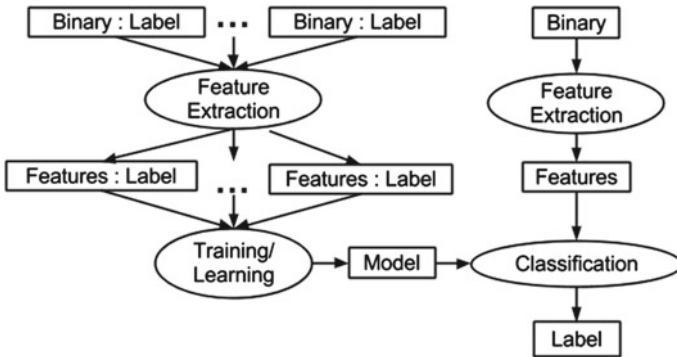 Binary : Label ... Binary : Label
Binary
Feature
Extraction
Feature
Extraction
Features : Label ... Features : Label
Features
Training/
Learning
Model
Classification
Label